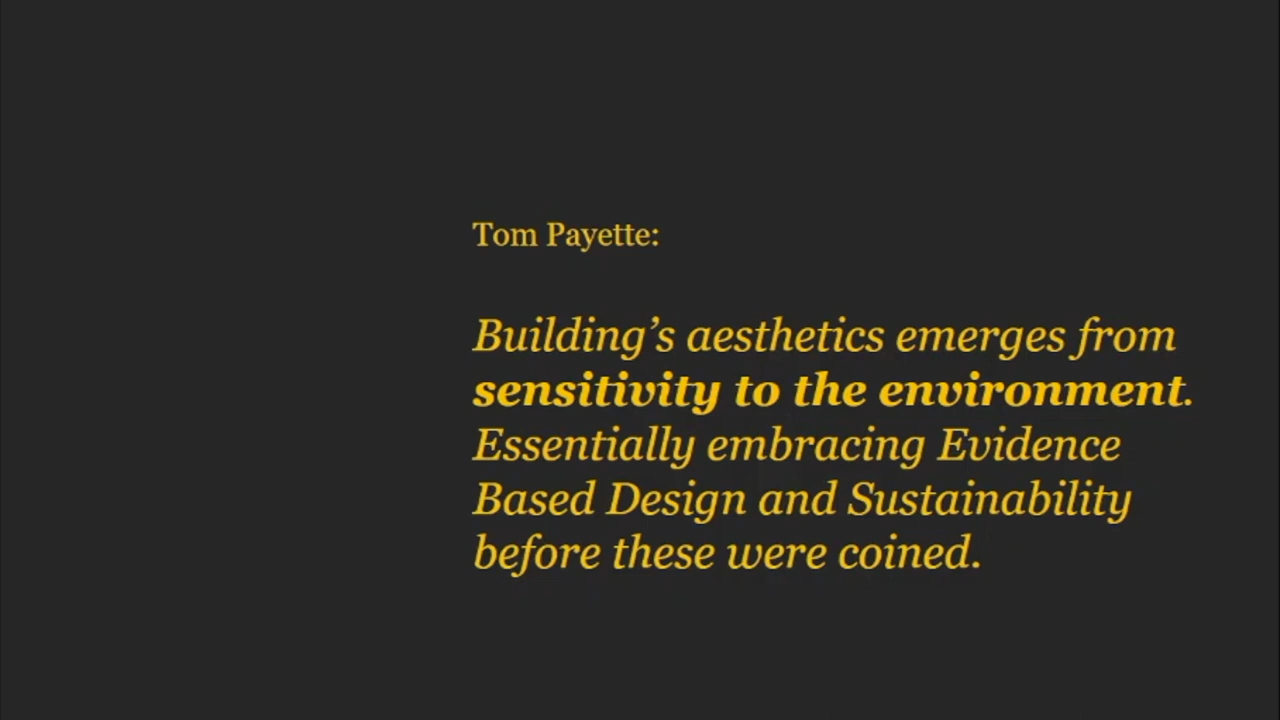 Tom Payette:
Building’s aesthetics emerges from
sensitivity to the environment.
Essentially embracing Evidence
Based Design and Sustainability
before these were coined.